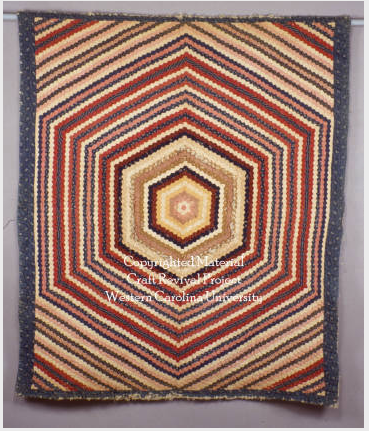 Copyrighted Material
Craft Revival Project
Western Carolina University